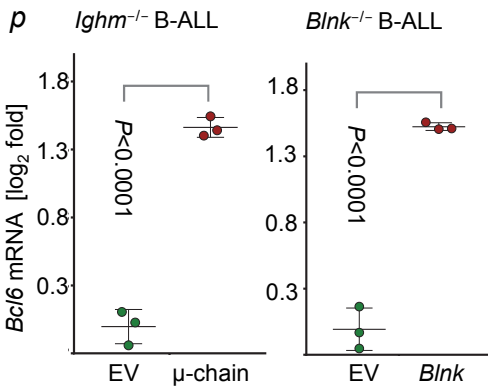 p
Ighm⁻/⁻ B-ALL
Blnk⁻/⁻ B-ALL
Bcl6 mRNA [log₂ fold]
1.8
1.3
0.8
0.3
P<0.0001
EV
μ-chain
1.8
1.3
0.8
0.3
P<0.0001
EV
Blnk